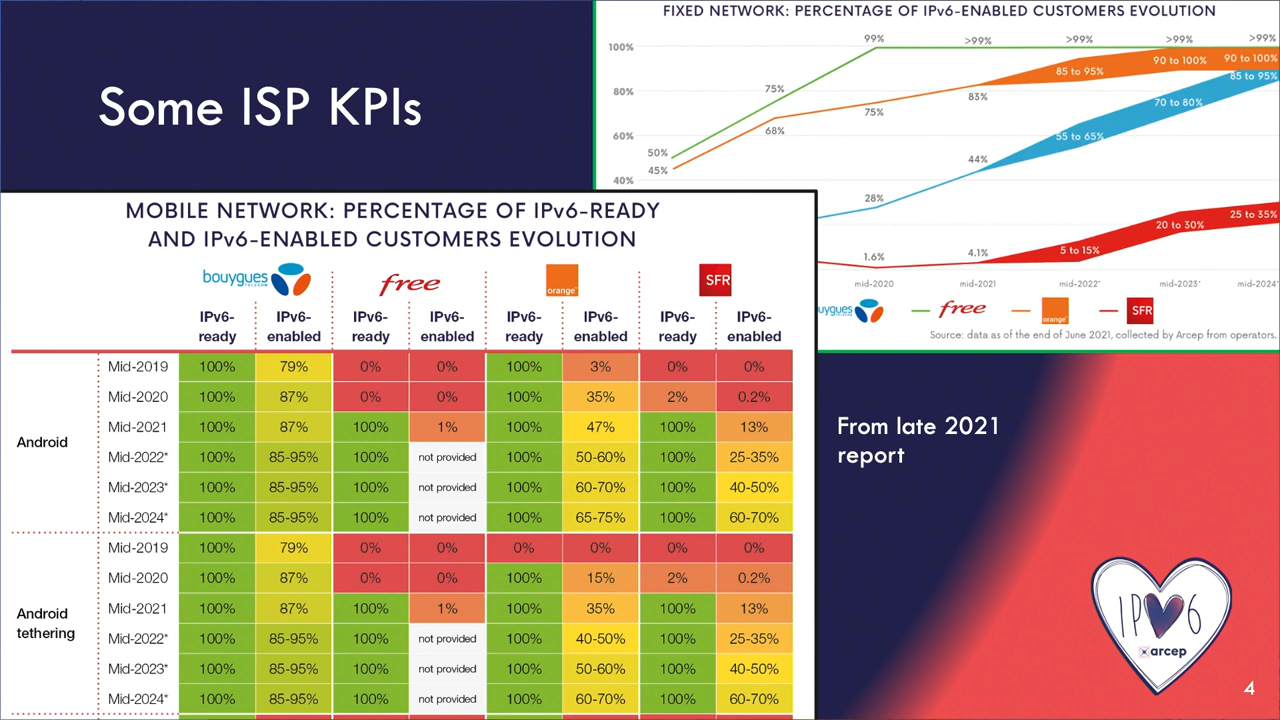 Some ISP KPIs
FIXED NETWORK: PERCENTAGE OF IPv6-ENABLED CUSTOMERS EVOLUTION
100%
80%
60%
40%
50%
45%
75%
68%
99%
75%
28%
1.6%
>99%
83%
44%
4.1%
>99%
85 to 95%
55 to 65%
5 to 15%
>99%
90 to 100%
70 to 80%
20 to 30%
>99%
90 to 100%
85 to 95%
25 to 35%
mid-2020 mid-2021 mid-2022* mid-2023* mid-2024*
free orange SFR
Source: data as of the end of June 2021, collected by Arcep from operators.
MOBILE NETWORK: PERCENTAGE OF IPv6-READY
AND IPv6-ENABLED CUSTOMERS EVOLUTION
bouygues TELECOM free orange SFR
IPv6-ready IPv6-enabled IPv6-ready IPv6-enabled IPv6-ready IPv6-enabled IPv6-ready IPv6-enabled
Android
Mid-2019 100% 79% 0% 0% 100% 3% 0% 0%
Mid-2020 100% 87% 0% 0% 100% 35% 2% 0.2%
Mid-2021 100% 87% 100% 1% 100% 47% 100% 13%
Mid-2022* 100% 85-95% 100% not provided 100% 50-60% 100% 25-35%
Mid-2023* 100% 85-95% 100% not provided 100% 60-70% 100% 40-50%
Mid-2024* 100% 85-95% 100% not provided 100% 65-75% 100% 60-70%
Android
tethering
Mid-2019 100% 79% 0% 0% 0% 0% 0% 0%
Mid-2020 100% 87% 0% 0% 100% 15% 2% 0.2%
Mid-2021 100% 87% 100% 1% 100% 35% 100% 13%
Mid-2022* 100% 85-95% 100% not provided 100% 40-50% 100% 25-35%
Mid-2023* 100% 85-95% 100% not provided 100% 50-60% 100% 40-50%
Mid-2024* 100% 85-95% 100% not provided 100% 60-70% 100% 60-70%
From late 2021
report
IPv6
arcep
4